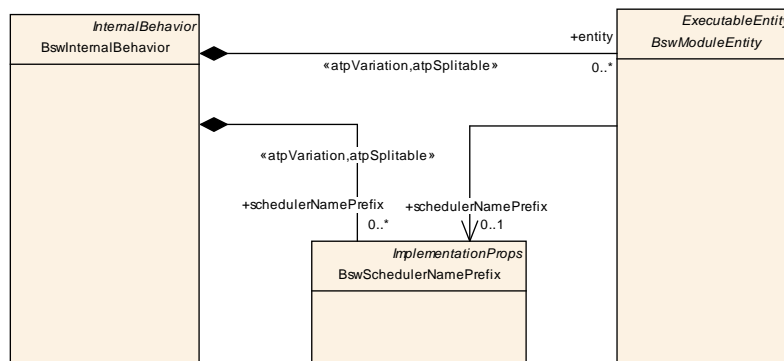 InternalBehavior
BswInternalBehavior
ExecutableEntity
BswModuleEntity
+entity
«atpVariation,atpSplitable»
0..*
«atpVariation,atpSplitable»
+schedulerNamePrefix
0..*
+schedulerNamePrefix
0..1
ImplementationProps
BswSchedulerNamePrefix